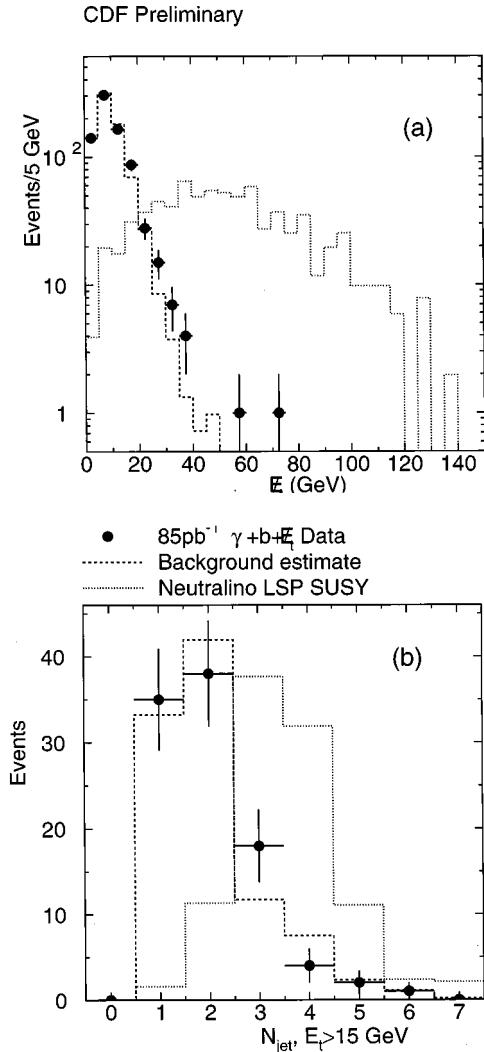 CDF Preliminary
(a)
Events/5 GeV
10²
10
1
0 20 40 60 80 100 120 140
E̸t (GeV)
85pb⁻¹ γ+b+E̸t Data
Background estimate
Neutralino LSP SUSY
(b)
Events
40
30
20
10
0
0 1 2 3 4 5 6 7
Njet, Et>15 GeV